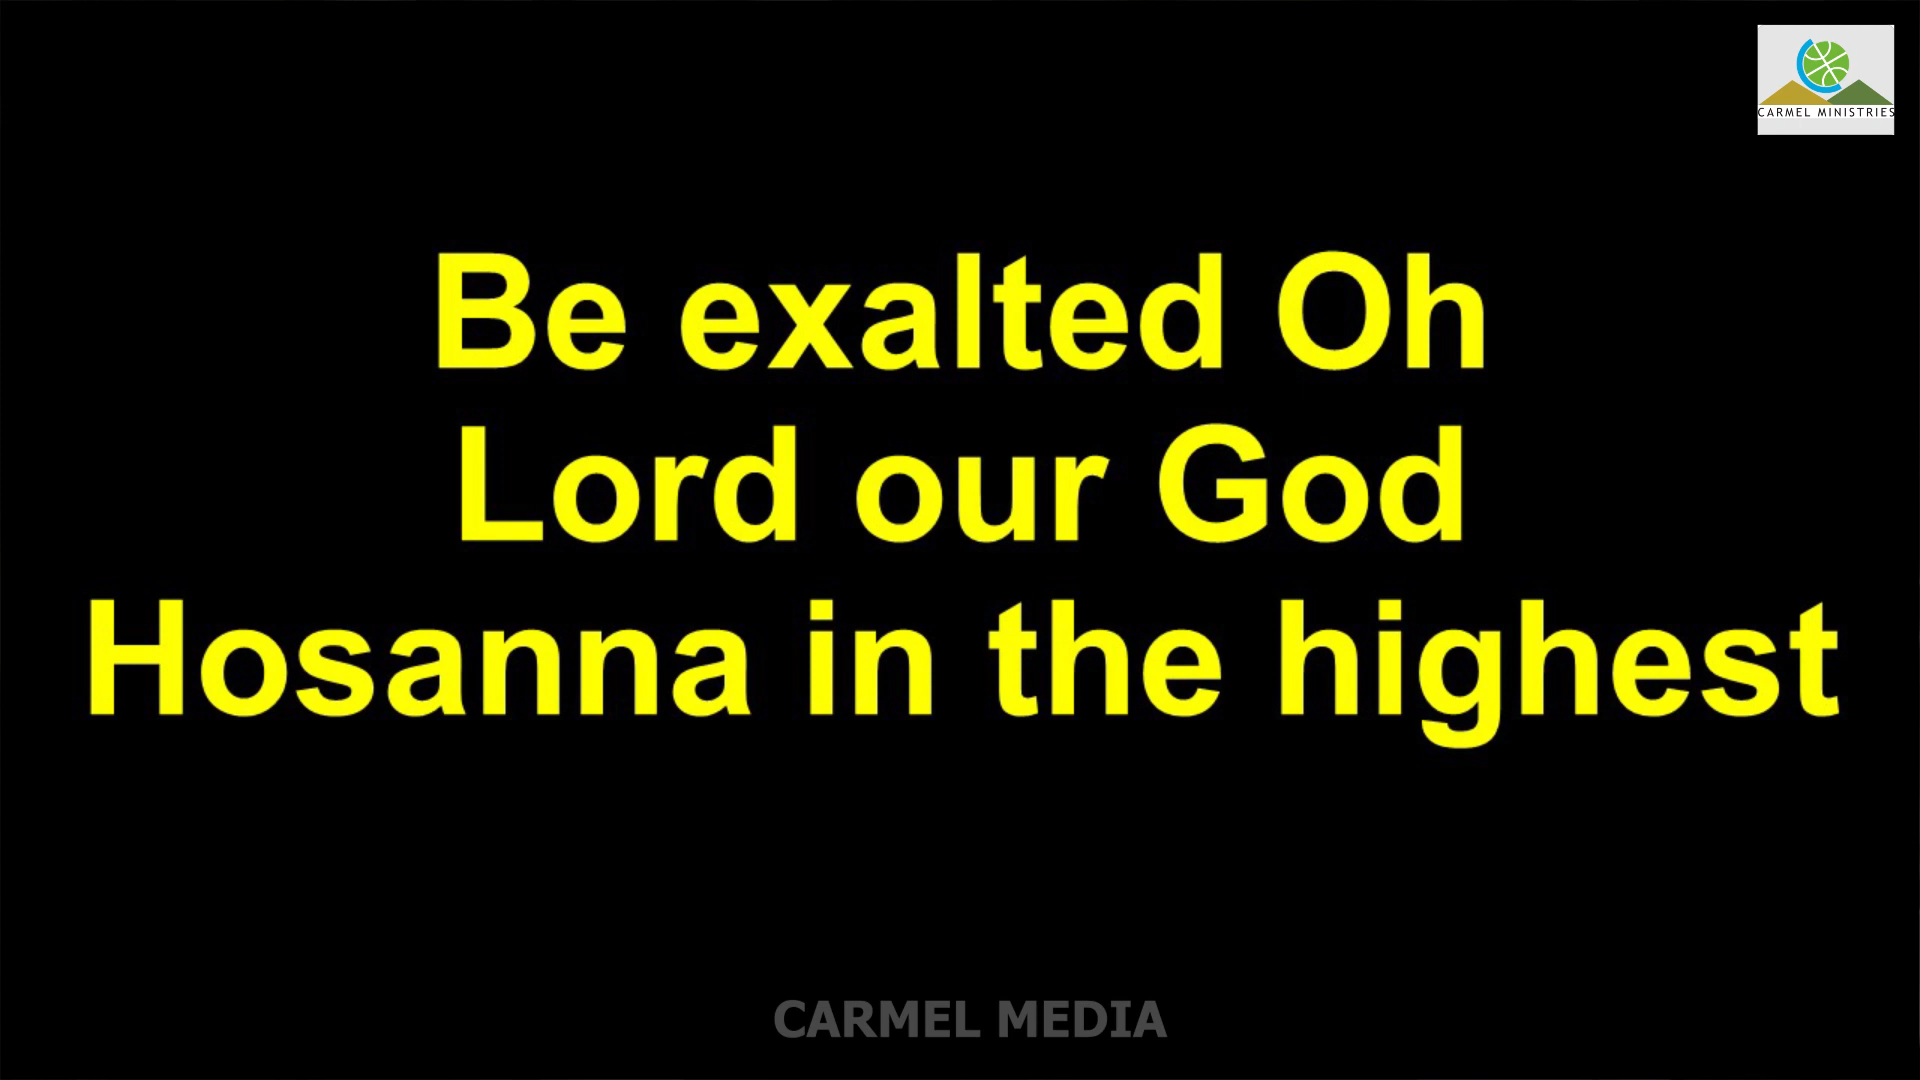 CARMEL MINISTRIES
Be exalted Oh
Lord our God
Hosanna in the highest
CARMEL MEDIA